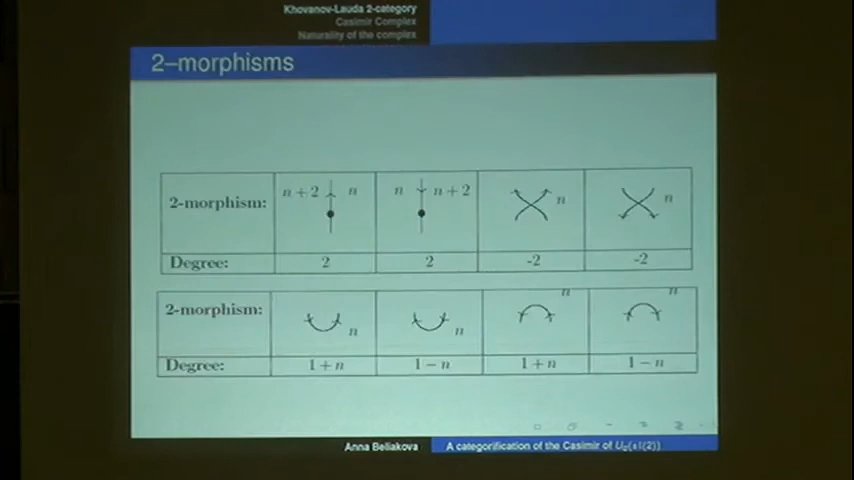 Khovanov-Lauda 2-category
Casimir Complex
Naturality of the complex
2–morphisms
2-morphism: n + 2 n n n + 2 n n
Degree: 2 2 -2 -2
2-morphism: n n n n
Degree: 1 + n 1 − n 1 + n 1 − n
Anna Beliakova A categorification of the Casimir of U_q(sl(2))